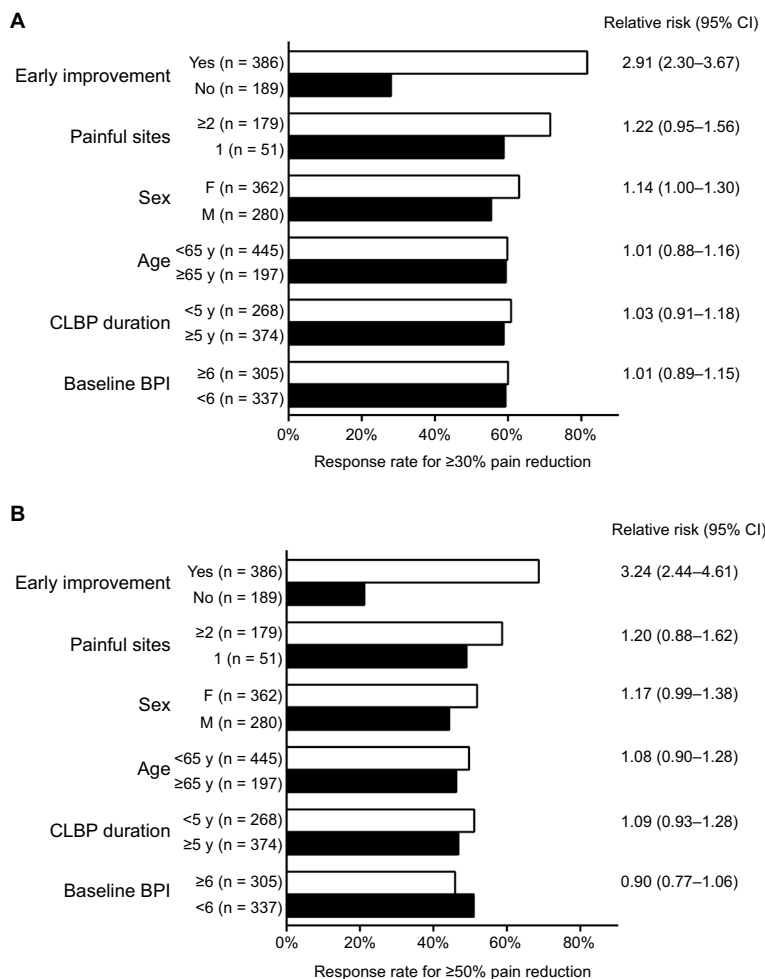 A
Relative risk (95% CI)
Early improvement
Yes (n = 386)
No (n = 189)
2.91 (2.30–3.67)
Painful sites
≥2 (n = 179)
1 (n = 51)
1.22 (0.95–1.56)
Sex
F (n = 362)
M (n = 280)
1.14 (1.00–1.30)
Age
<65 y (n = 445)
≥65 y (n = 197)
1.01 (0.88–1.16)
CLBP duration
<5 y (n = 268)
≥5 y (n = 374)
1.03 (0.91–1.18)
Baseline BPI
≥6 (n = 305)
<6 (n = 337)
1.01 (0.89–1.15)
0% 20% 40% 60% 80%
Response rate for ≥30% pain reduction
B
Relative risk (95% CI)
Early improvement
Yes (n = 386)
No (n = 189)
3.24 (2.44–4.61)
Painful sites
≥2 (n = 179)
1 (n = 51)
1.20 (0.88–1.62)
Sex
F (n = 362)
M (n = 280)
1.17 (0.99–1.38)
Age
<65 y (n = 445)
≥65 y (n = 197)
1.08 (0.90–1.28)
CLBP duration
<5 y (n = 268)
≥5 y (n = 374)
1.09 (0.93–1.28)
Baseline BPI
≥6 (n = 305)
<6 (n = 337)
0.90 (0.77–1.06)
0% 20% 40% 60% 80%
Response rate for ≥50% pain reduction